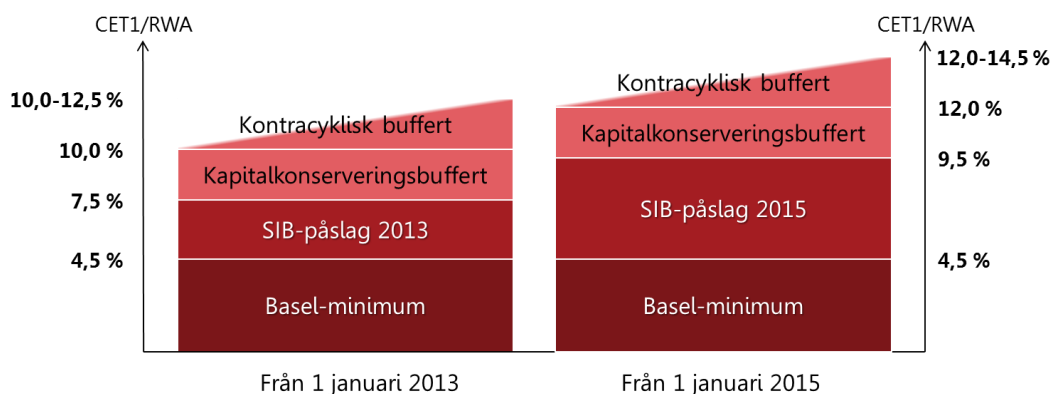 CET1/RWA
10,0-12,5 %
10,0 %
7,5 %
4,5 %
Kontracyklisk buffert
Kapitalkonserveringsbuffert
SIB-påslag 2013
Basel-minimum
Från 1 januari 2013
CET1/RWA
12,0-14,5 %
12,0 %
9,5 %
4,5 %
Kontracyklisk buffert
Kapitalkonserveringsbuffert
SIB-påslag 2015
Basel-minimum
Från 1 januari 2015